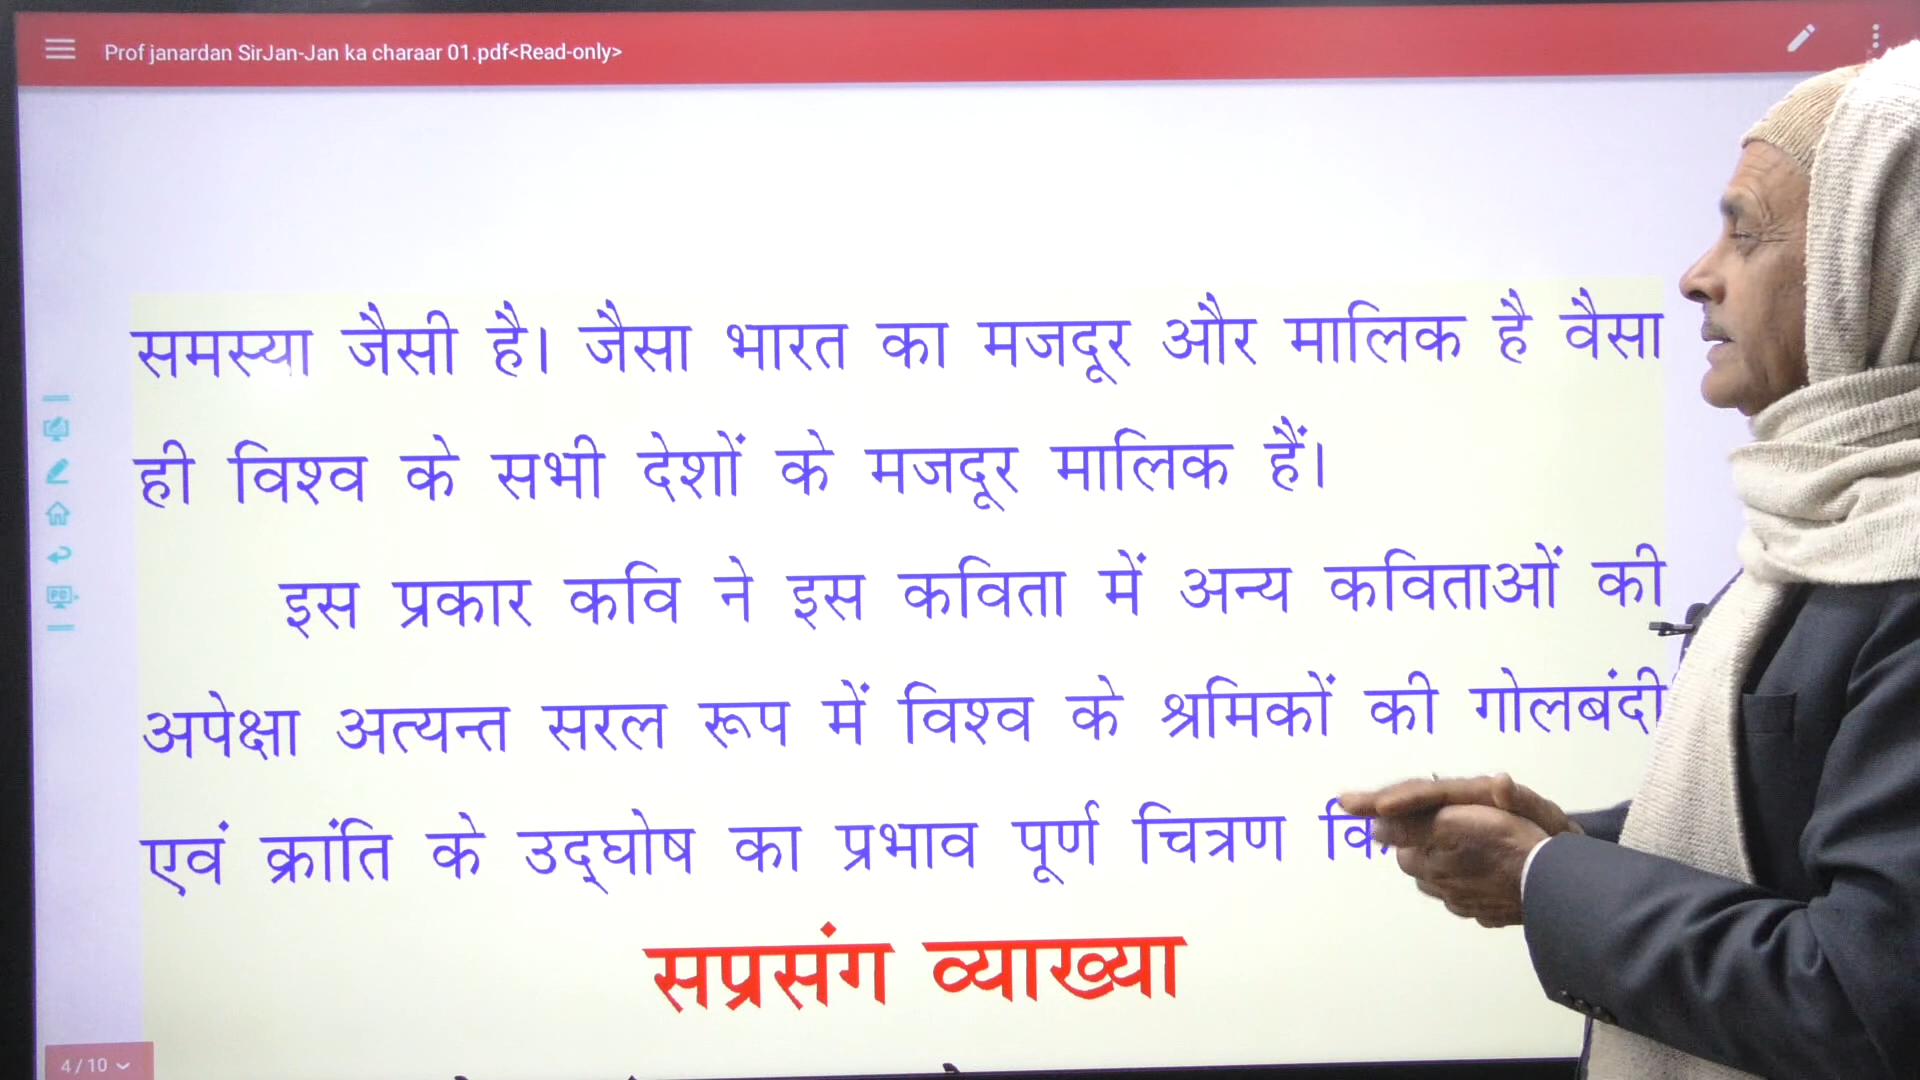 Prof janardan SirJan-Jan ka charaar 01.pdf<Read-only>
समस्या जैसी है। जैसा भारत का मजदूर और मालिक है वैसा
ही विश्व के सभी देशों के मजदूर मालिक हैं।
इस प्रकार कवि ने इस कविता में अन्य कविताओं की
अपेक्षा अत्यन्त सरल रूप में विश्व के श्रमिकों की गोलबंदी
एवं क्रांति के उद्‌घोष का प्रभाव पूर्ण चित्रण
सप्रसंग व्याख्या
4 / 10